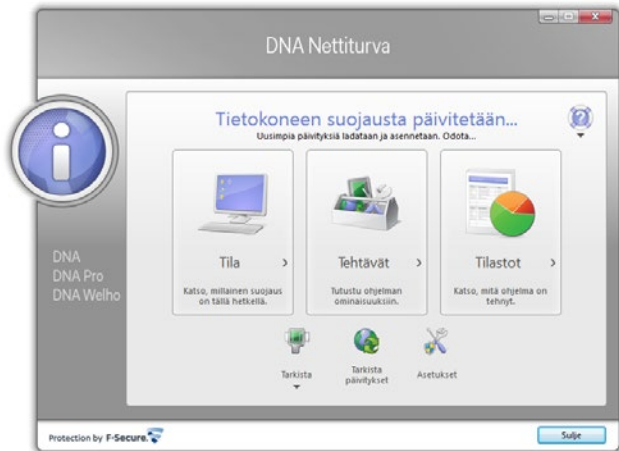 DNA Nettiturva
Tietokoneen suojausta päivitetään...
Uusimpia päivityksiä ladataan ja asennetaan. Odota...
DNA
DNA Pro
DNA Welho
Tila
Katso, millainen suojaus
on tällä hetkellä.
Tehtävät
Tutustu ohjelman
ominaisuuksiin.
Tilastot
Katso, mitä ohjelma on
tehnyt.
Tarkista
Tarkista
päivitykset
Asetukset
Protection by F-Secure.
Sulje